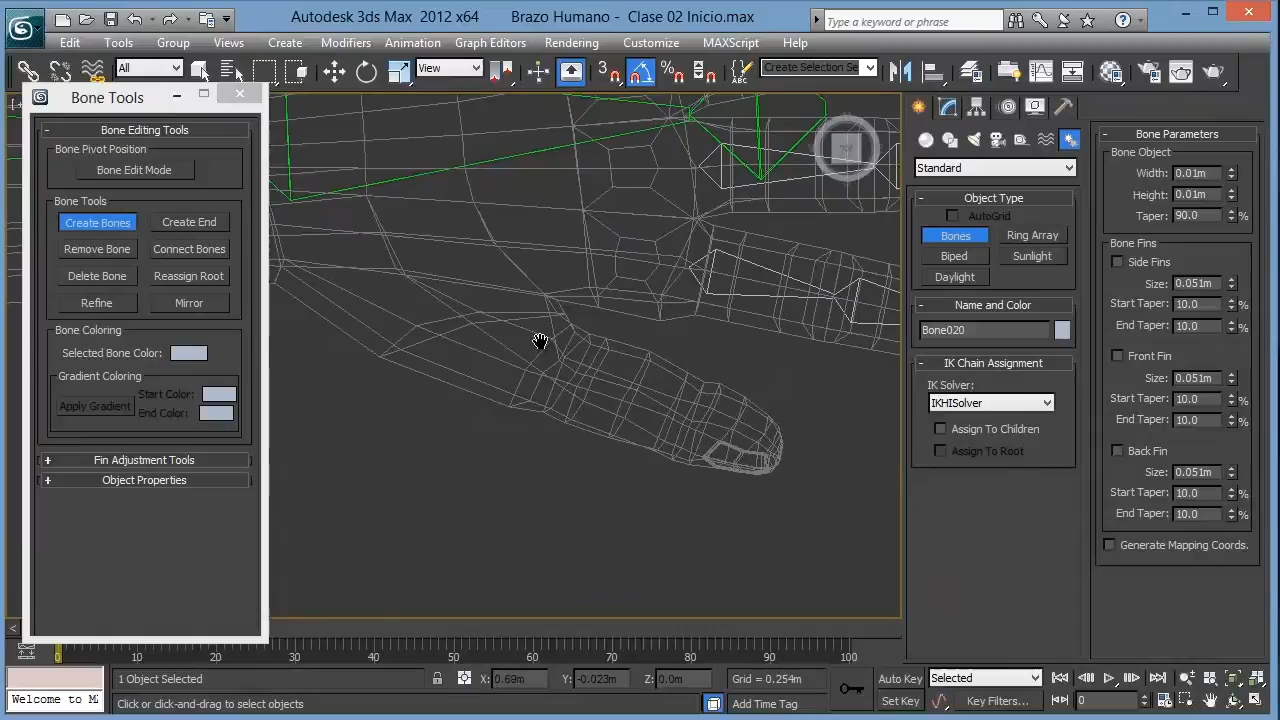 Autodesk 3ds Max 2012 x64 Brazo Humano - Clase 02 Inicio.max
Type a keyword or phrase
Edit Tools Group Views Create Modifiers Animation Graph Editors Rendering Customize MAXScript Help
All
View
3
Create Selection Se
Bone Tools
Bone Editing Tools
Bone Pivot Position
Bone Edit Mode
Bone Tools
Create Bones Create End
Remove Bone Connect Bones
Delete Bone Reassign Root
Refine Mirror
Bone Coloring
Selected Bone Color:
Gradient Coloring
Apply Gradient Start Color:
End Color:
Fin Adjustment Tools
Object Properties
Standard
Object Type
AutoGrid
Bones Ring Array
Biped Sunlight
Daylight
Name and Color
Bone020
IK Chain Assignment
IK Solver:
IKHISolver
Assign To Children
Assign To Root
Bone Parameters
Bone Object
Width: 0.01m
Height: 0.01m
Taper: 90.0 %
Bone Fins
Side Fins
Size: 0.051m
Start Taper: 10.0 %
End Taper: 10.0 %
Front Fin
Size: 0.051m
Start Taper: 10.0 %
End Taper: 10.0 %
Back Fin
Size: 0.051m
Start Taper: 10.0 %
End Taper: 10.0 %
Generate Mapping Coords.
0 10 20 30 40 50 60 70 80 90 100
1 Object Selected X: 0.69m Y: -0.023m Z: 0.0m Grid = 0.254m Auto Key Selected
Welcome to M Click or click-and-drag to select objects Add Time Tag Set Key Key Filters... 0